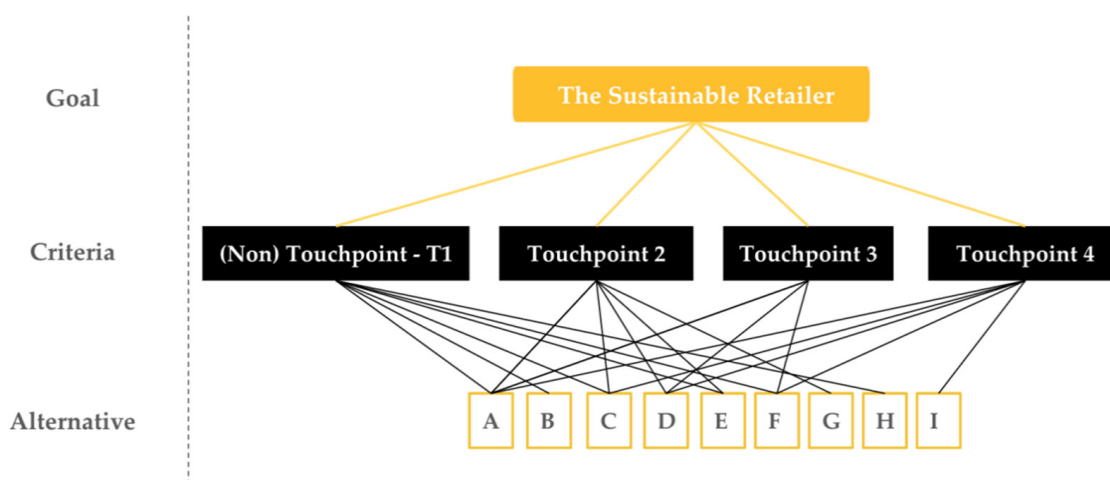 Goal
The Sustainable Retailer
Criteria
(Non) Touchpoint - T1
Touchpoint 2
Touchpoint 3
Touchpoint 4
Alternative
A
B
C
D
E
F
G
H
I